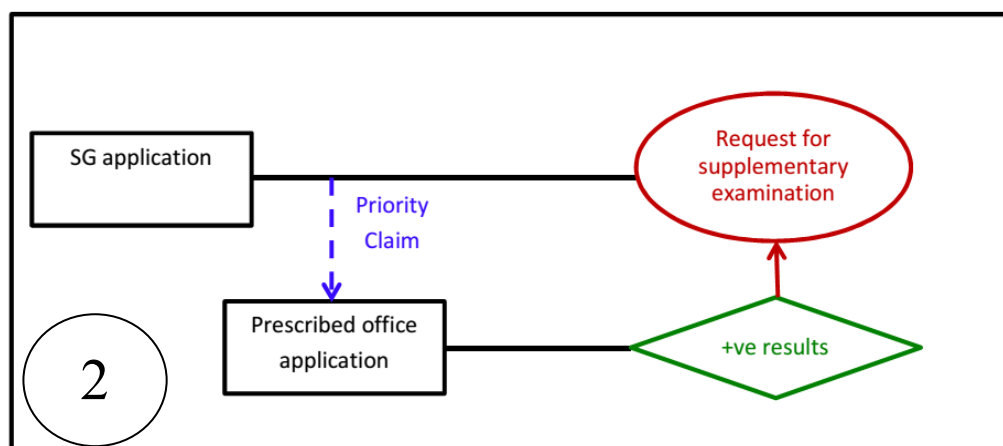 SG application
Request for
supplementary
examination
Priority
Claim
Prescribed office
application
+ve results
2